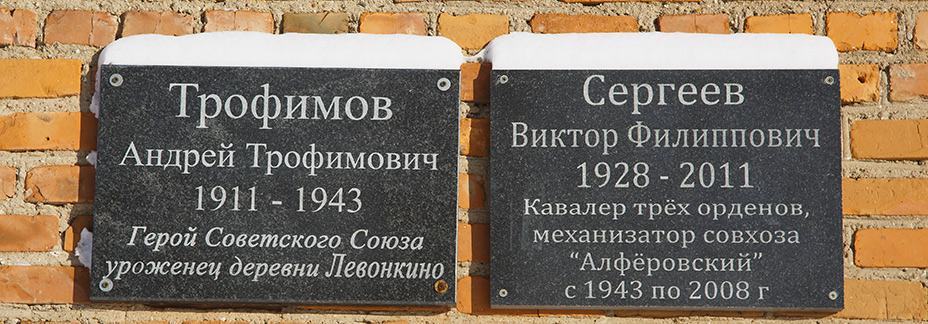 Трофимов
Андрей Трофимович
1911 - 1943
Герой Советского Союза
уроженец деревни Левонкино
Сергеев
Виктор Филиппович
1928 - 2011
Кавалер трёх орденов,
механизатор совхоза
“Алфёровский”
с 1943 по 2008 г